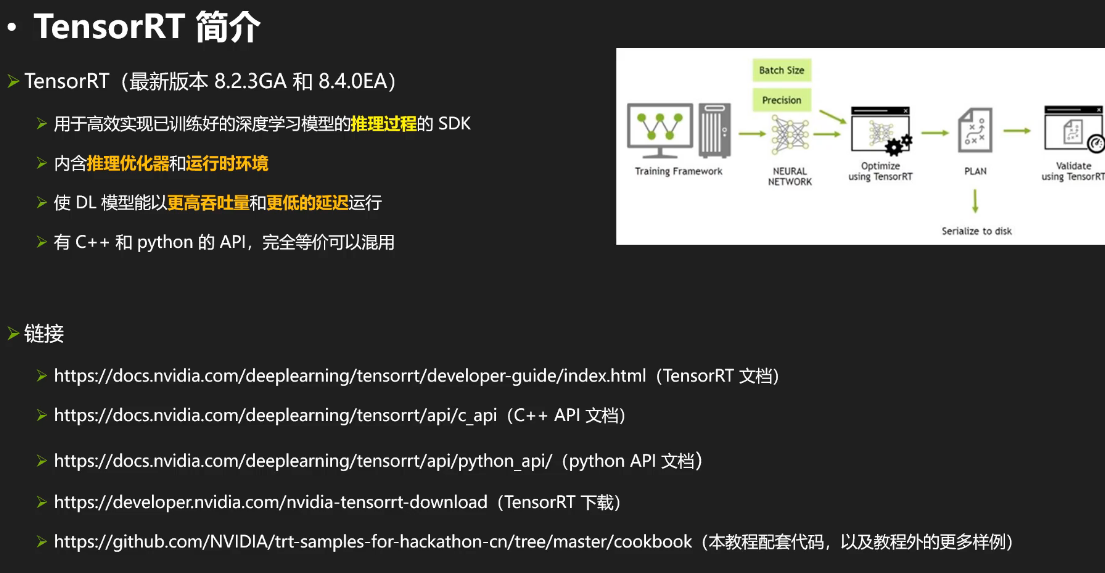 • TensorRT 简介
TensorRT（最新版本 8.2.3GA 和 8.4.0EA）
用于高效实现已训练好的深度学习模型的推理过程的 SDK
内含推理优化器和运行时环境
使 DL 模型能以更高吞吐量和更低的延迟运行
有 C++ 和 python 的 API，完全等价可以混用
Batch Size
Precision
Training Framework
NEURAL
NETWORK
Optimize
using TensorRT
PLAN
Validate
using TensorRT
Serialize to disk
链接
https://docs.nvidia.com/deeplearning/tensorrt/developer-guide/index.html（TensorRT 文档）
https://docs.nvidia.com/deeplearning/tensorrt/api/c_api（C++ API 文档）
https://docs.nvidia.com/deeplearning/tensorrt/api/python_api/（python API 文档）
https://developer.nvidia.com/nvidia-tensorrt-download（TensorRT 下载）
https://github.com/NVIDIA/trt-samples-for-hackathon-cn/tree/master/cookbook（本教程配套代码，以及教程外的更多样例）